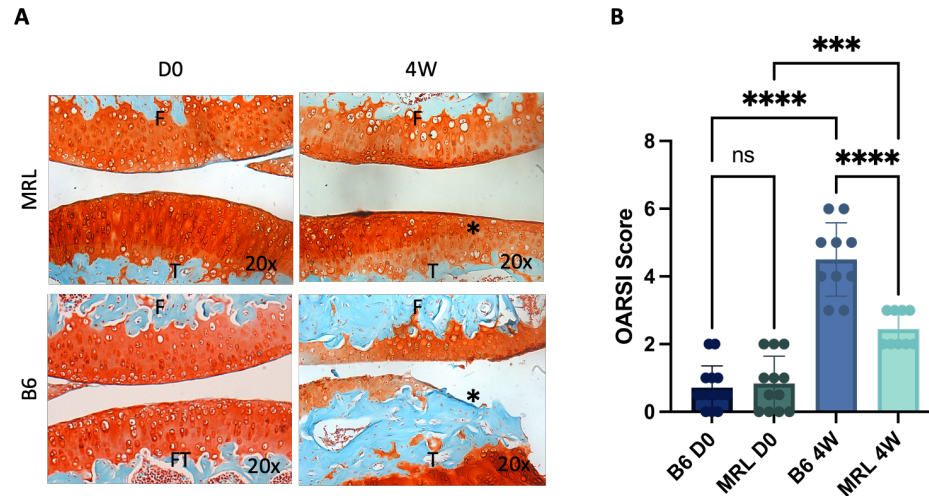 A
D0
4W
MRL
F
T
20x
F
*
T
20x
B6
F
FT
20x
F
*
T
20x
B
***
****
ns
****
OARSI Score
8
6
4
2
0
B6 D0
MRL D0
B6 4W
MRL 4W